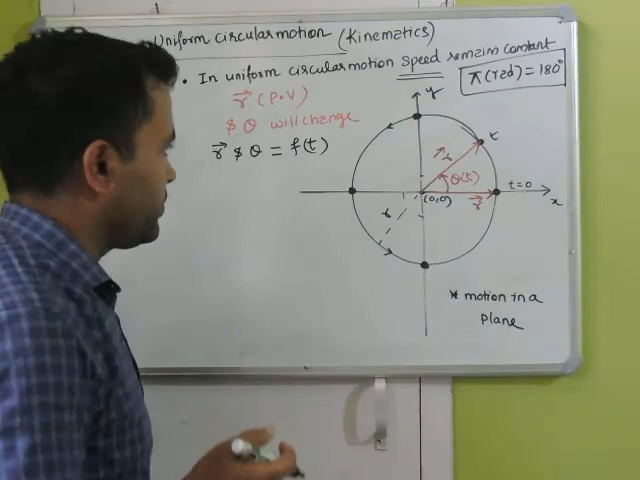 Uniform circular motion (Kinematics)
• In uniform circular motion speed remain constant
π(rad) = 180°
r⃗ (P.V)
& θ will change
r⃗ & θ = f(t)
y
t
r⃗
θ(t)
t=0
(0,0)
r⃗
x
r
* motion in a
Plane